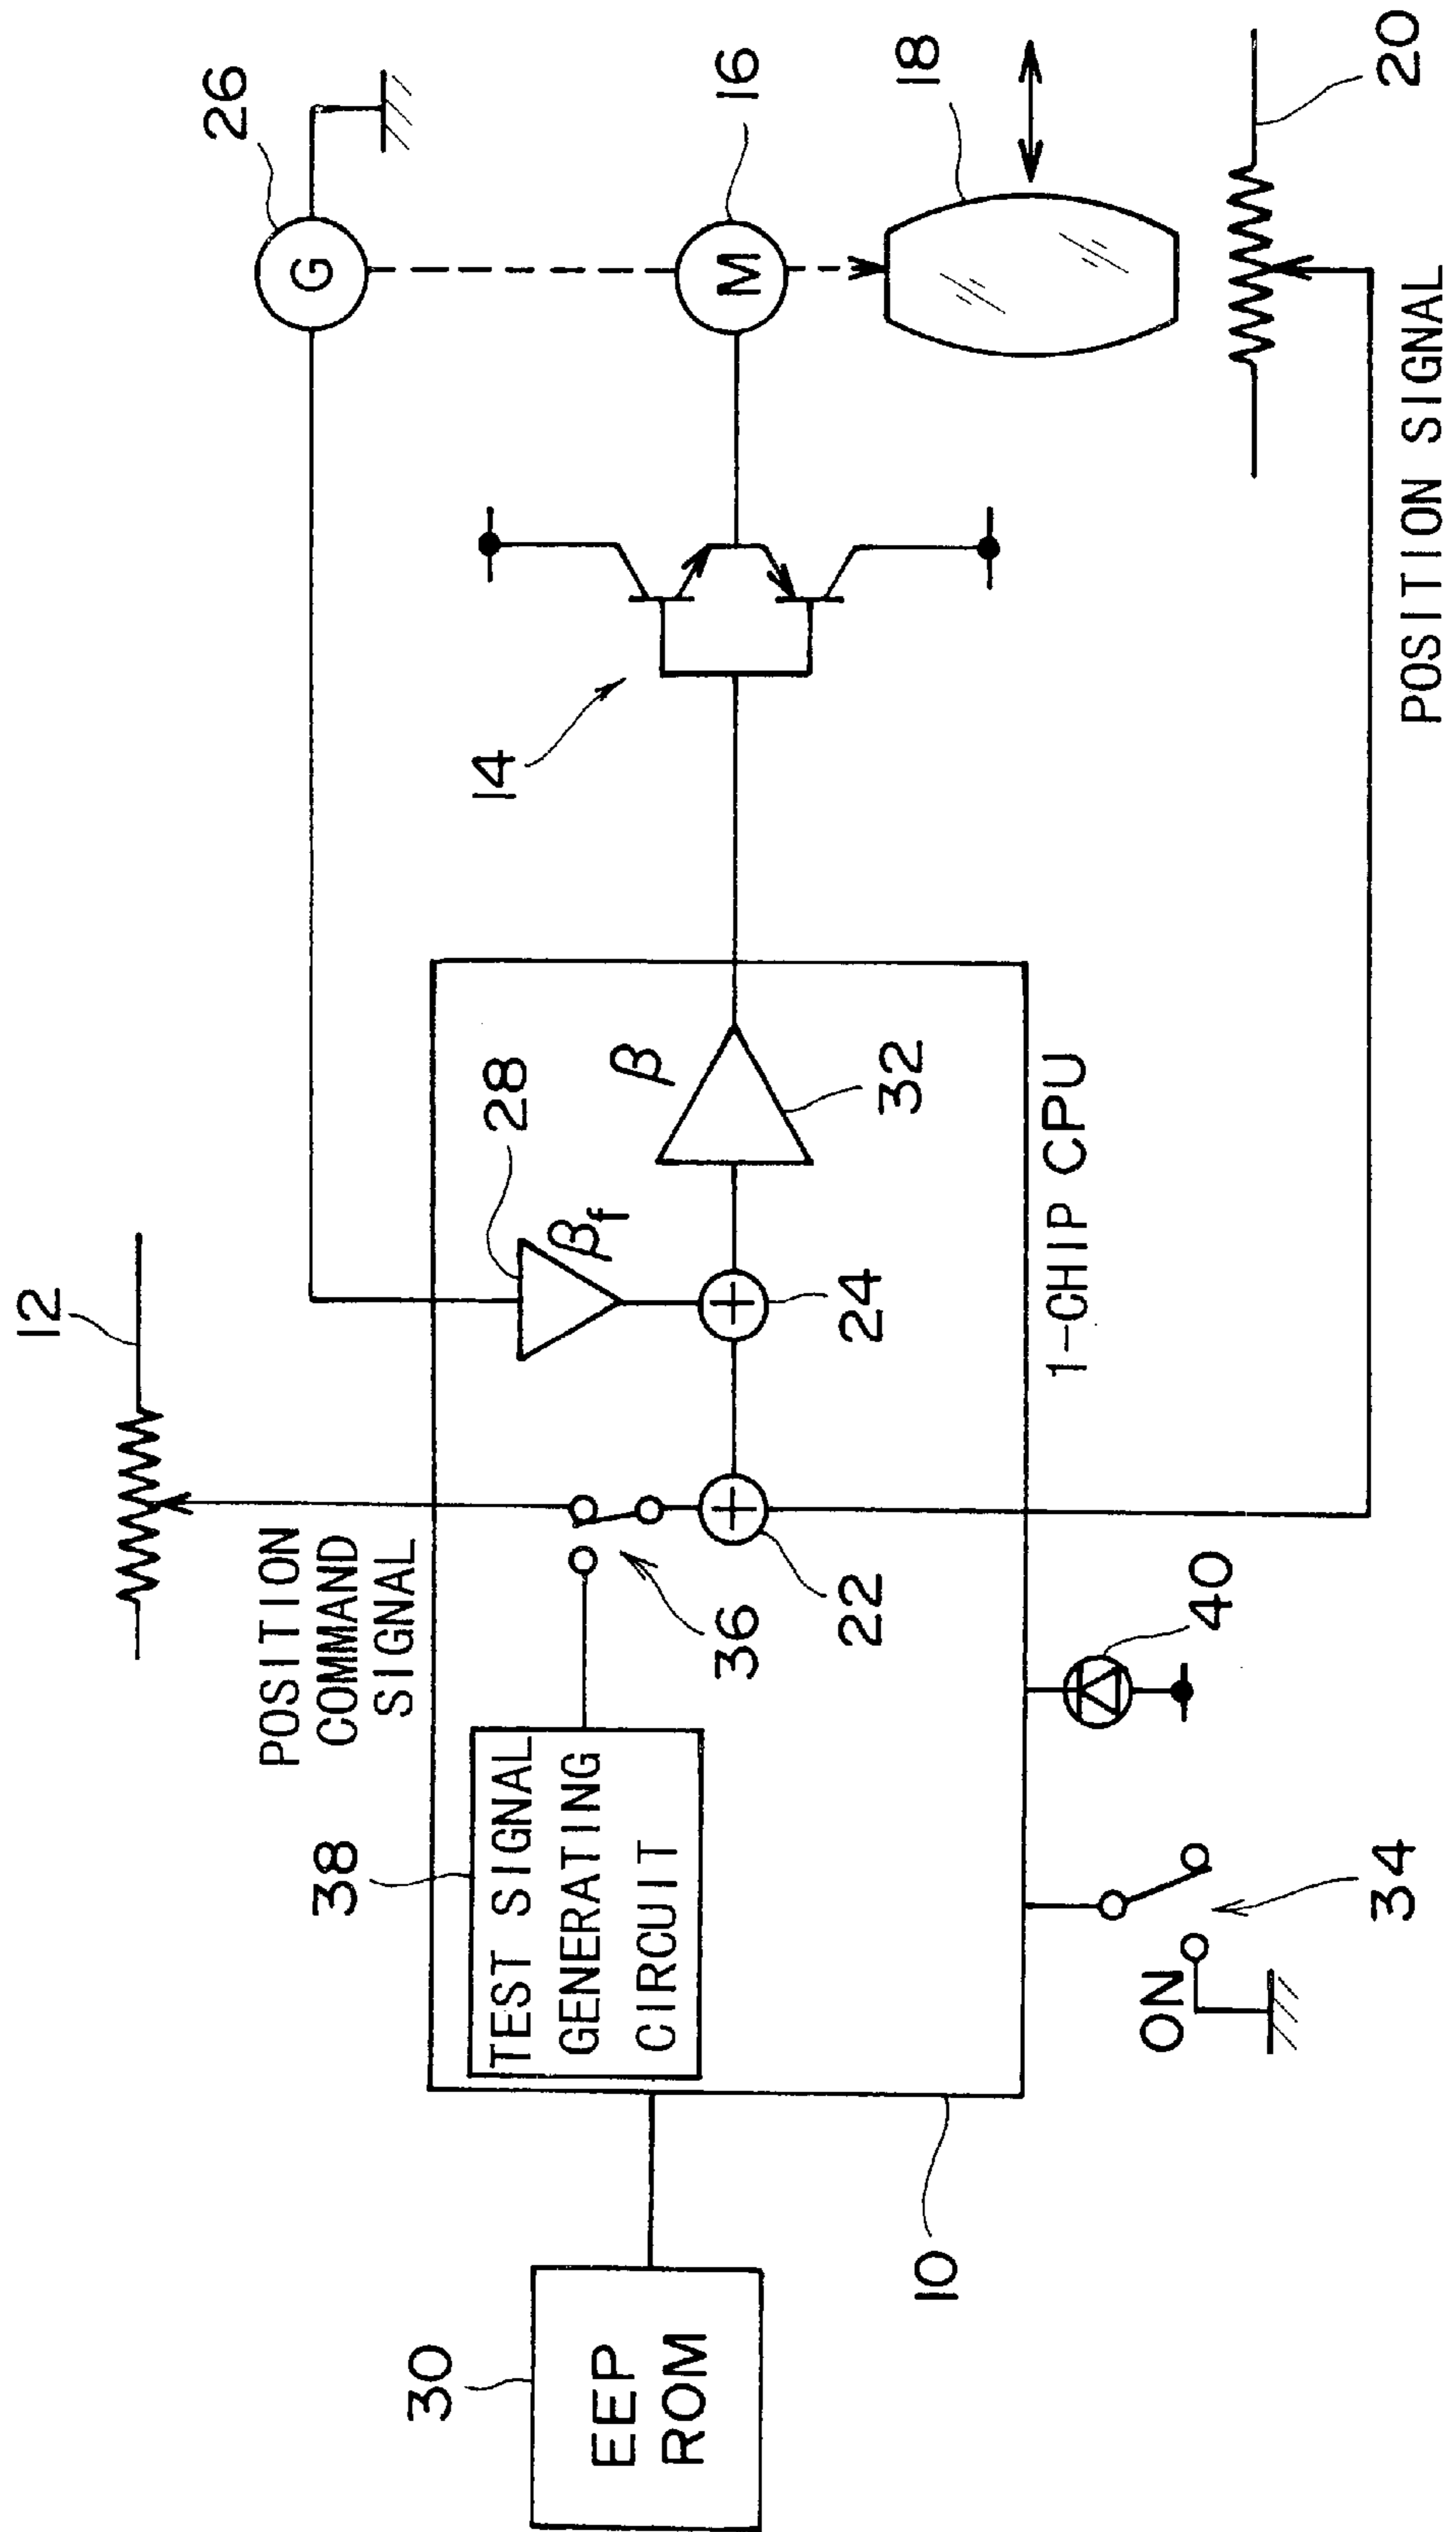 12
26
G
POSITION
COMMAND
SIGNAL
38
TEST SIGNAL
GENERATING
CIRCUIT
36
28
βf
β
14
16
M
30
EEP
ROM
22
24
32
18
10
1-CHIP CPU
40
ON
34
20
POSITION SIGNAL